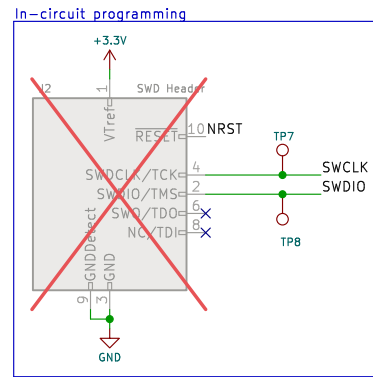 In-circuit programming
+3.3V
J2
SWD Header
1
VTref
RESET
10
NRST
TP7
SWDCLK/TCK
4
SWCLK
SWDIO/TMS
2
SWDIO
SWO/TDO
6
NC/TDI
8
TP8
GNDDetect
GND
9
3
GND